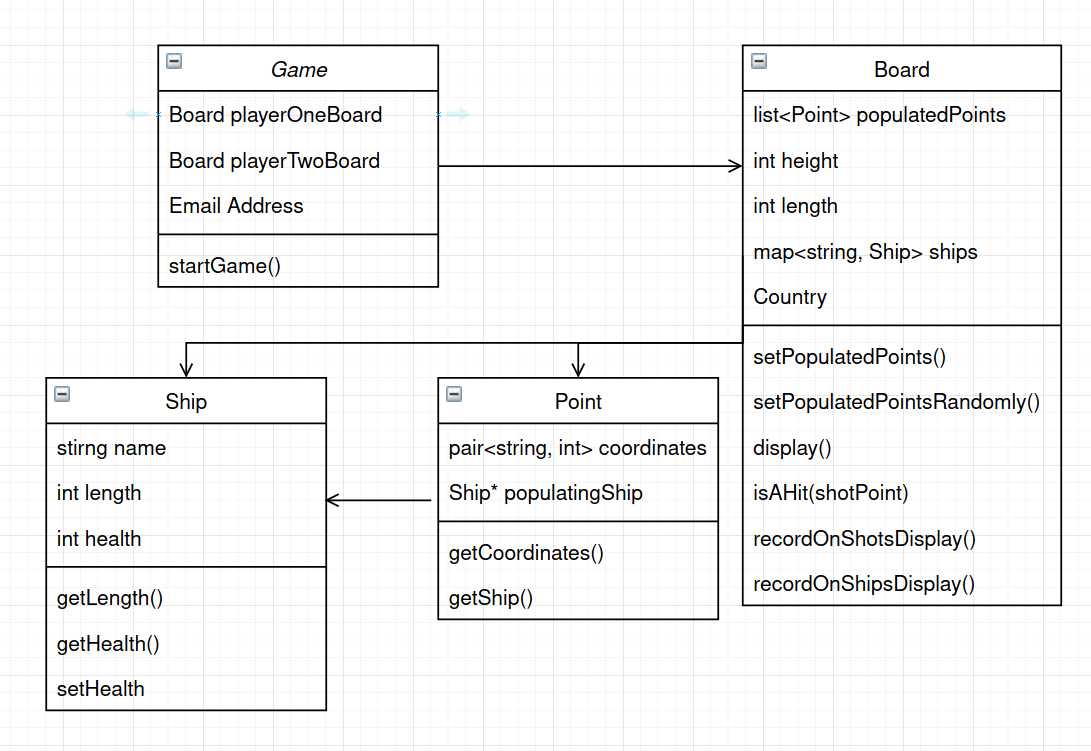 Game
Board playerOneBoard
Board playerTwoBoard
Email Address
startGame()
Board
list<Point> populatedPoints
int height
int length
map<string, Ship> ships
Country
setPopulatedPoints()
setPopulatedPointsRandomly()
display()
isAHit(shotPoint)
recordOnShotsDisplay()
recordOnShipsDisplay()
Ship
stirng name
int length
int health
getLength()
getHealth()
setHealth
Point
pair<string, int> coordinates
Ship* populatingShip
getCoordinates()
getShip()